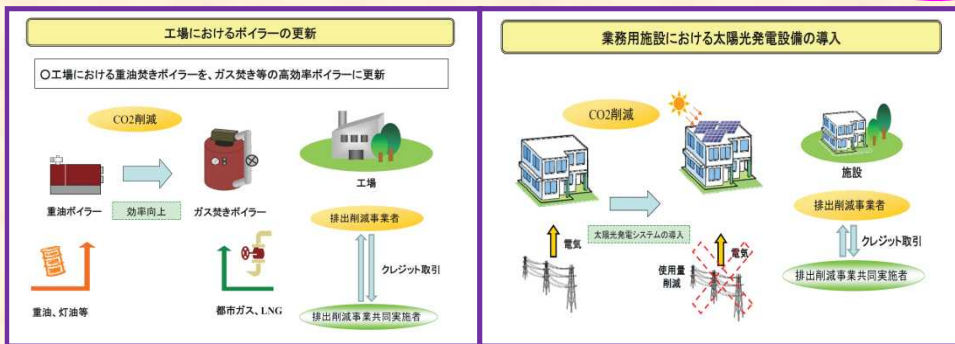 工場におけるボイラーの更新
〇工場における重油焚きボイラーを、ガス焚き等の高効率ボイラーに更新
CO2削減
重油ボイラー
効率向上
ガス焚きボイラー
工場
排出削減事業者
クレジット取引
排出削減事業共同実施者
重油、灯油等
都市ガス、LNG
業務用施設における太陽光発電設備の導入
CO2削減
施設
太陽光発電システムの導入
電気
電気
使用量
削減
排出削減事業者
クレジット取引
排出削減事業共同実施者